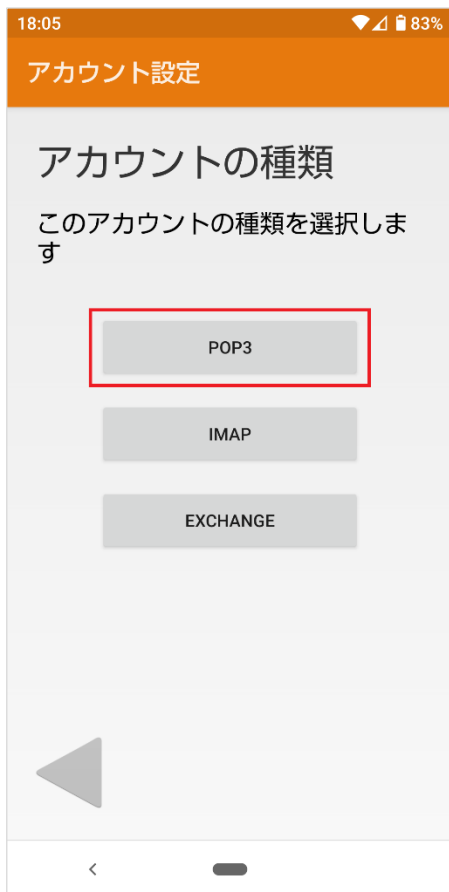 18:05 83%
アカウント設定
アカウントの種類
このアカウントの種類を選択しま
す
POP3
IMAP
EXCHANGE